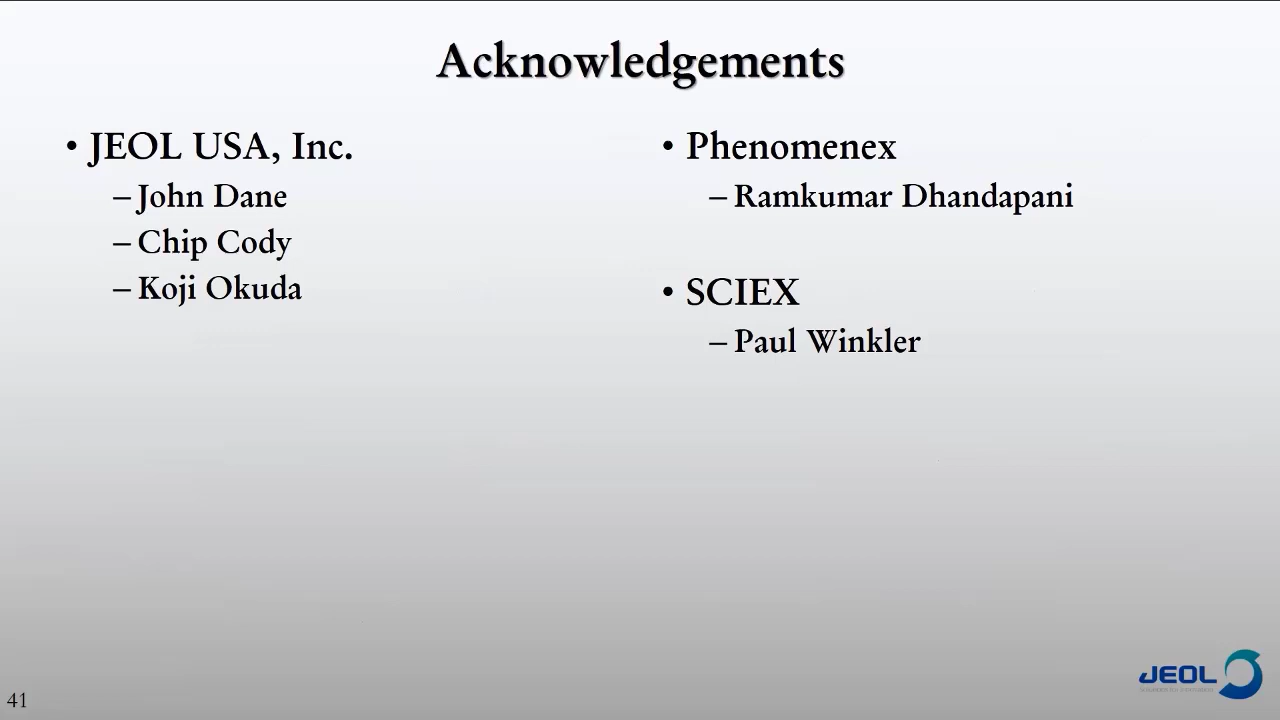 Acknowledgements
• JEOL USA, Inc.
– John Dane
– Chip Cody
– Koji Okuda
• Phenomenex
– Ramkumar Dhandapani
• SCIEX
– Paul Winkler
41
JEOL